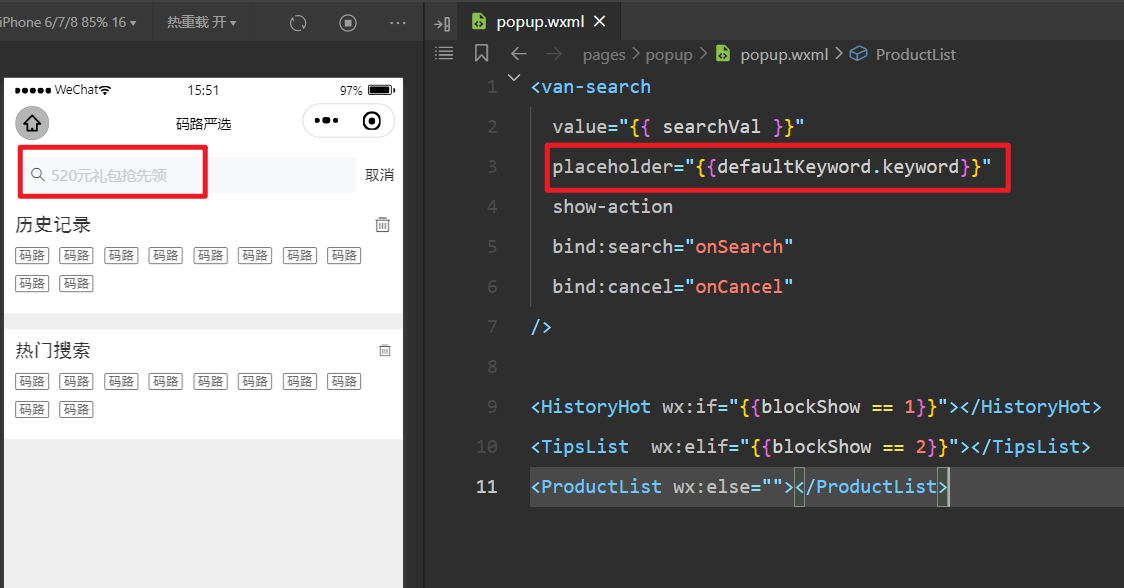 iPhone 6/7/8 85% 16
热重载 开
popup.wxml
pages > popup > popup.wxml > ProductList
WeChat
15:51
97%
码路严选
520元礼包抢先领
取消
历史记录
码路 码路 码路 码路 码路 码路 码路 码路
码路 码路
热门搜索
码路 码路 码路 码路 码路 码路 码路 码路
码路 码路
1 <van-search
2 value="{{ searchVal }}"
3 placeholder="{{defaultKeyword.keyword}}"
4 show-action
5 bind:search="onSearch"
6 bind:cancel="onCancel"
7 />
8
9 <HistoryHot wx:if="{{blockShow == 1}}"></HistoryHot>
10 <TipsList  wx:elif="{{blockShow == 2}}"></TipsList>
11 <ProductList wx:else=""></ProductList>